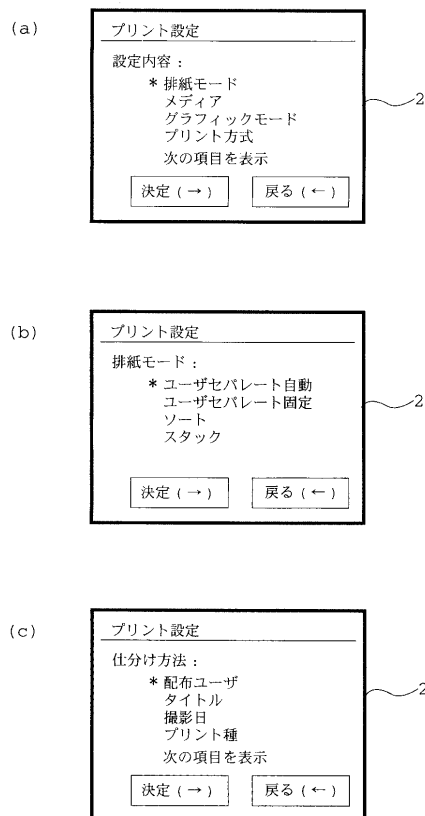 (a)
プリント設定
設定内容：
* 排紙モード
メディア
グラフィックモード
プリント方式
次の項目を表示
決定(→) 戻る(←)
2
(b)
プリント設定
排紙モード：
* ユーザセパレート自動
ユーザセパレート固定
ソート
スタック
決定(→) 戻る(←)
2
(c)
プリント設定
仕分け方法：
* 配布ユーザ
タイトル
撮影日
プリント種
次の項目を表示
決定(→) 戻る(←)
2